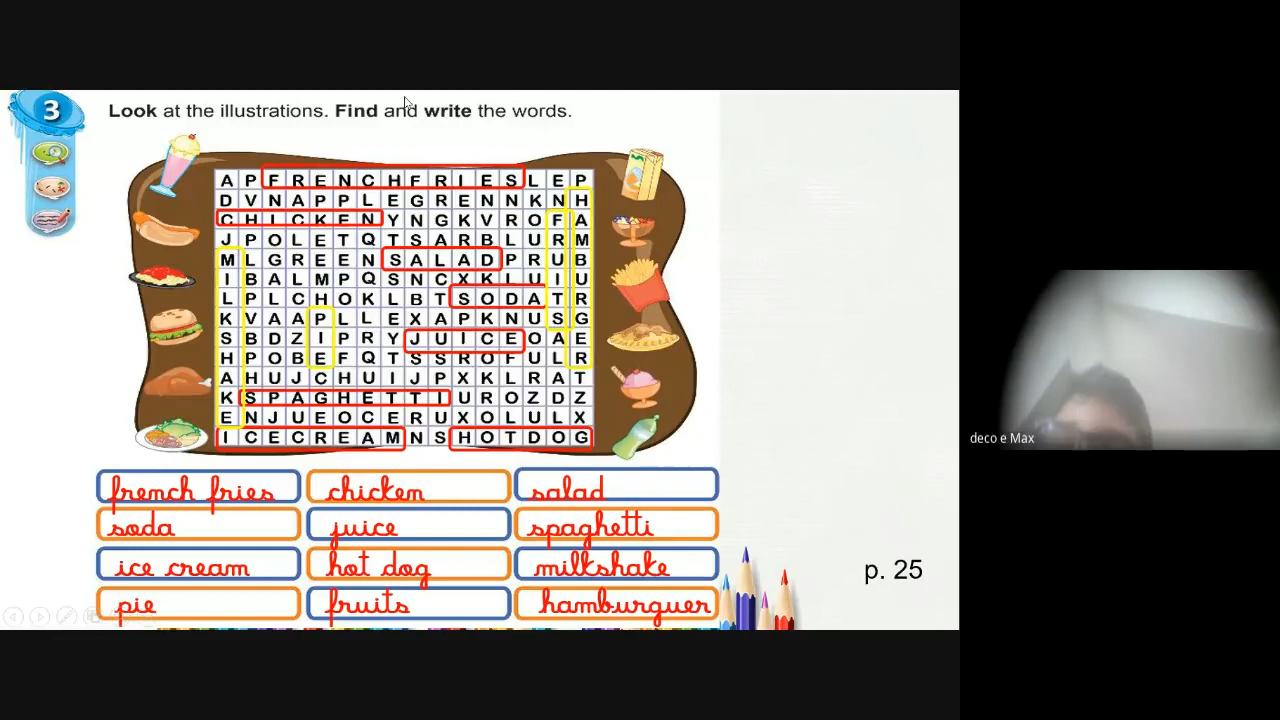 3
Look at the illustrations. Find and write the words.
A P F R E N C H F R I E S L E P
D V N A P P L E G R E N N K N H
C H I C K E N Y N G K V R O F A
J P O L E T Q T S A R B L U R M
M L G R E E N S A L A D P R U B
I B A L M P Q S N C X K L U I U
L P L C H O K L B T S O D A T R
K V A A P L L E X A P K N U S G
S B D Z I P R Y J U I C E O A E
H P O B E F Q T S S R O F U L R
A H U J C H U I J P X K L R A T
K S P A G H E T T I U R O Z D Z
E N J U E O C E R U X O L U L X
I C E C R E A M N S H O T D O G
french fries chicken salad
soda juice spaghetti
ice cream hot dog milkshake
pie fruits hamburguer
p. 25
deco e Max